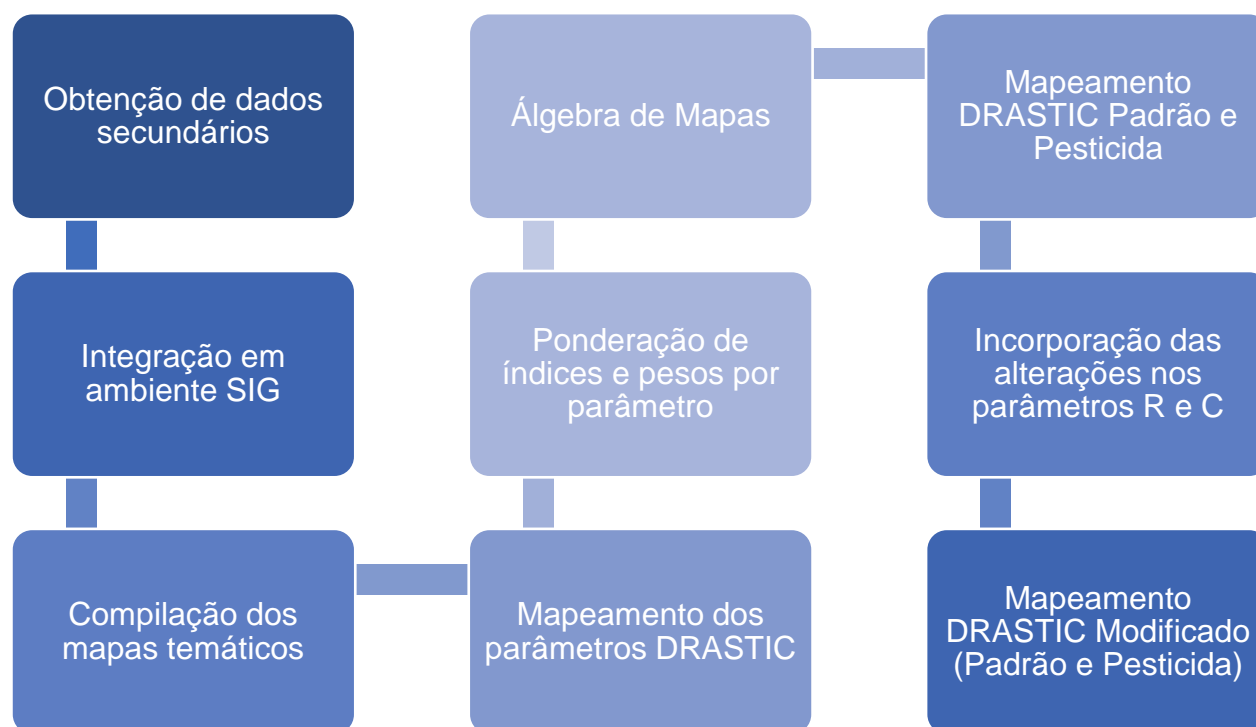 Obtenção de dados
secundários
Integração em
ambiente SIG
Compilação dos
mapas temáticos
Mapeamento dos
parâmetros DRASTIC
Ponderação de
índices e pesos por
parâmetro
Álgebra de Mapas
Mapeamento
DRASTIC Padrão e
Pesticida
Incorporação das
alterações nos
parâmetros R e C
Mapeamento
DRASTIC Modificado
(Padrão e Pesticida)